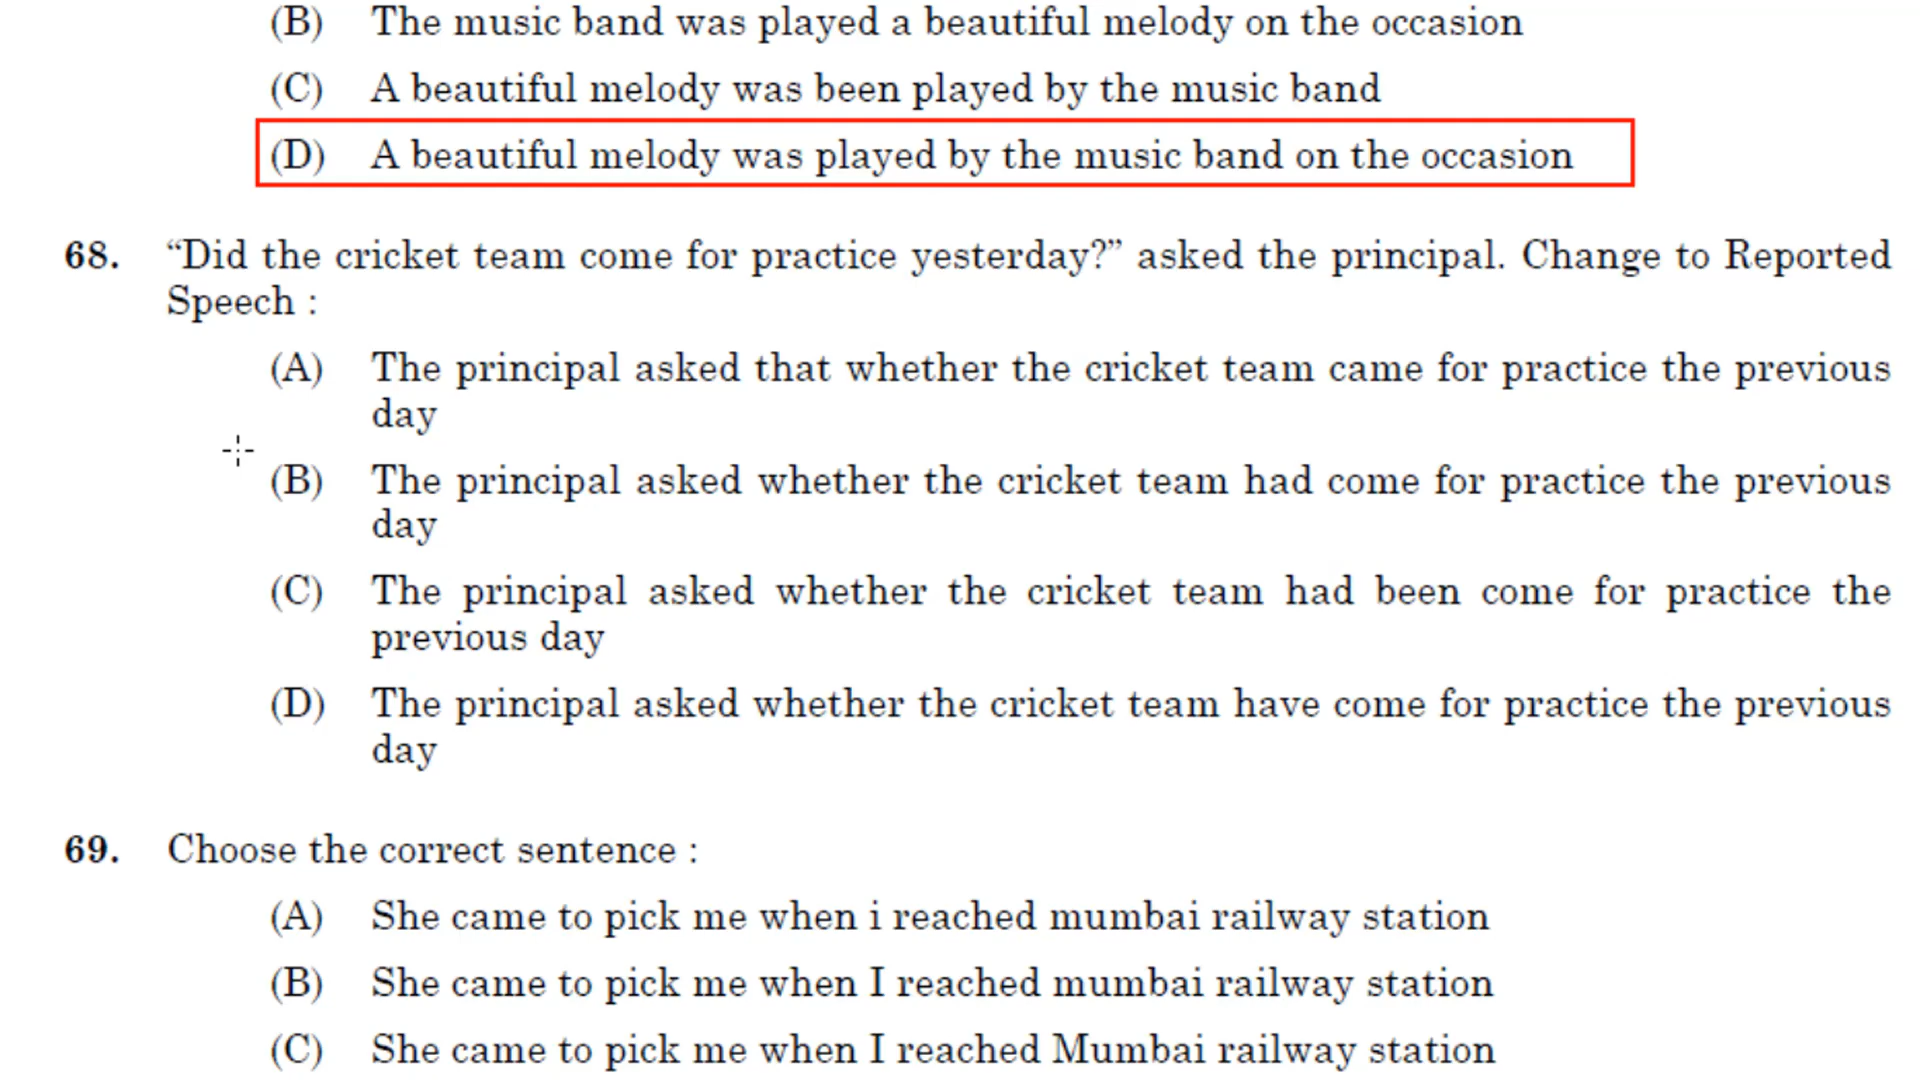 (B) The music band was played a beautiful melody on the occasion
(C) A beautiful melody was been played by the music band
(D) A beautiful melody was played by the music band on the occasion
68. “Did the cricket team come for practice yesterday?” asked the principal. Change to Reported
Speech :
(A) The principal asked that whether the cricket team came for practice the previous
day
(B) The principal asked whether the cricket team had come for practice the previous
day
(C) The principal asked whether the cricket team had been come for practice the
previous day
(D) The principal asked whether the cricket team have come for practice the previous
day
69. Choose the correct sentence :
(A) She came to pick me when i reached mumbai railway station
(B) She came to pick me when I reached mumbai railway station
(C) She came to pick me when I reached Mumbai railway station